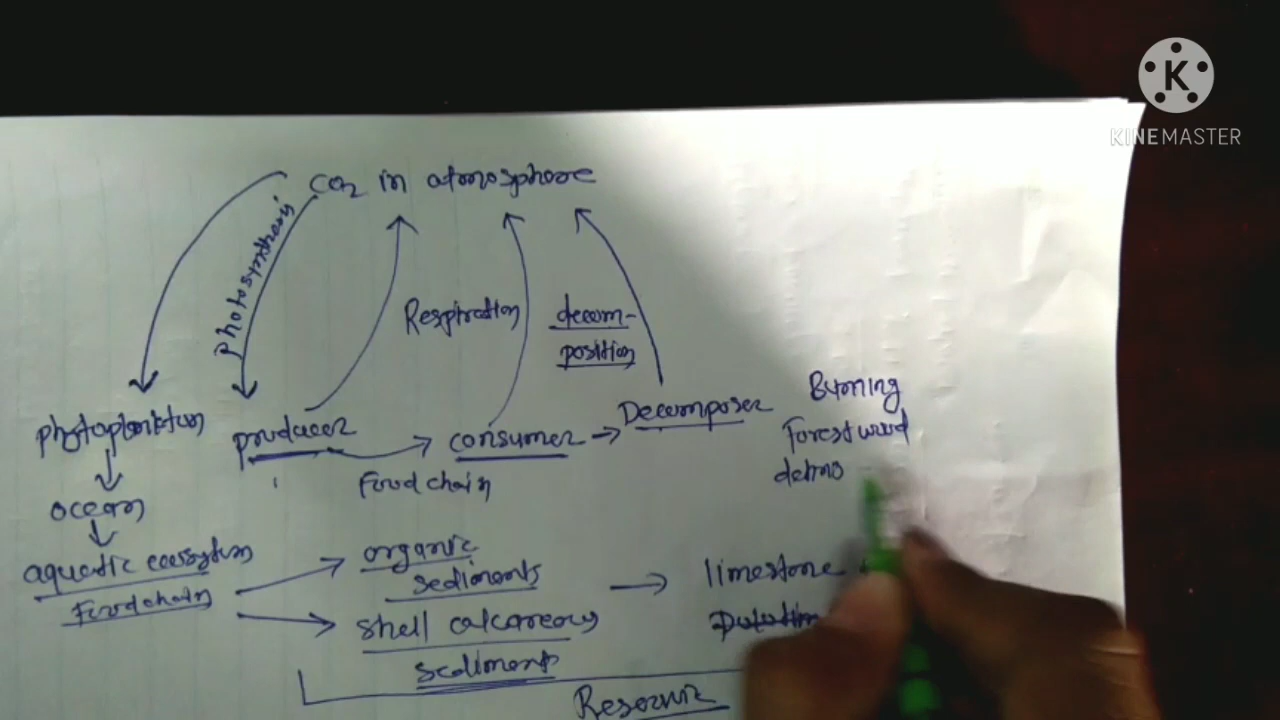 K
KINEMASTER
CO2 in atmosphere
photosynthesis
Respiration
decom-
position
phytoplankton
producer
consumer
Decomposer
Burning
Forest wood
Food chain
ocean
aquatic ecosystem
Food chain
organic
sediments
shell calcareous
sediment
limestone
Reservoir